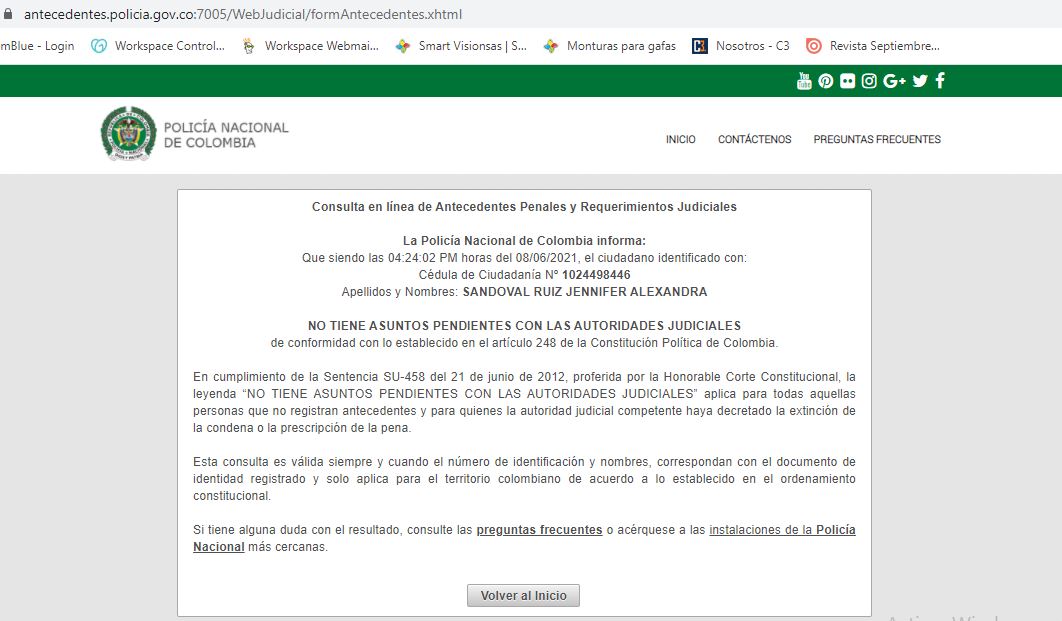 antecedentes.policia.gov.co:7005/WebJudicial/formAntecedentes.xhtml
mBlue - Login Workspace Control... Workspace Webmai... Smart Visionsas | S... Monturas para gafas C3 Nosotros - C3 Revista Septiembre...
You Tube G+
POLICÍA NACIONAL
DE COLOMBIA
INICIO CONTÁCTENOS PREGUNTAS FRECUENTES
Consulta en línea de Antecedentes Penales y Requerimientos Judiciales
La Policía Nacional de Colombia informa:
Que siendo las 04:24:02 PM horas del 08/06/2021, el ciudadano identificado con:
Cédula de Ciudadanía Nº 1024498446
Apellidos y Nombres: SANDOVAL RUIZ JENNIFER ALEXANDRA
NO TIENE ASUNTOS PENDIENTES CON LAS AUTORIDADES JUDICIALES
de conformidad con lo establecido en el artículo 248 de la Constitución Política de Colombia.
En cumplimiento de la Sentencia SU-458 del 21 de junio de 2012, proferida por la Honorable Corte Constitucional, la
leyenda “NO TIENE ASUNTOS PENDIENTES CON LAS AUTORIDADES JUDICIALES” aplica para todas aquellas
personas que no registran antecedentes y para quienes la autoridad judicial competente haya decretado la extinción de
la condena o la prescripción de la pena.
Esta consulta es válida siempre y cuando el número de identificación y nombres, correspondan con el documento de
identidad registrado y solo aplica para el territorio colombiano de acuerdo a lo establecido en el ordenamiento
constitucional.
Si tiene alguna duda con el resultado, consulte las preguntas frecuentes o acérquese a las instalaciones de la Policía
Nacional más cercanas.
Volver al Inicio